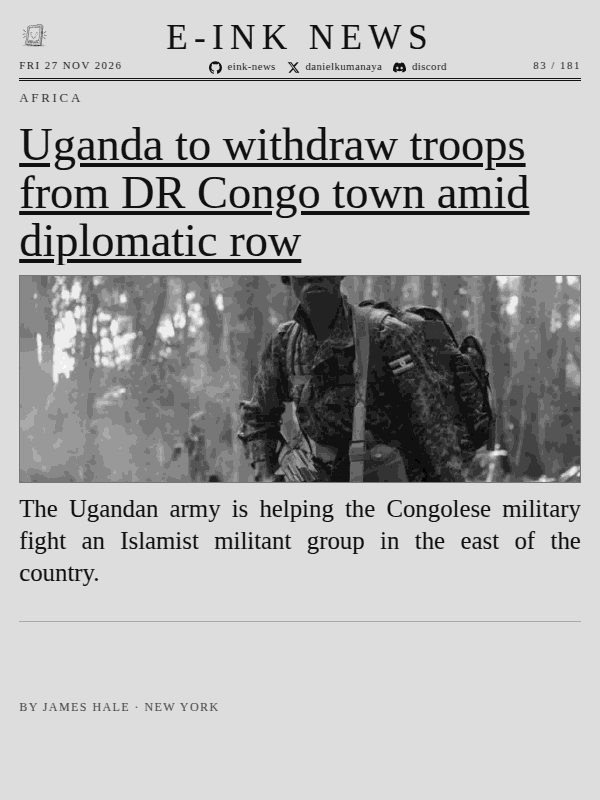 E-INK NEWS
FRI 27 NOV 2026
eink-news
danielkumanaya
discord
83 / 181
AFRICA
Uganda to withdraw troops
from DR Congo town amid
diplomatic row
The Ugandan army is helping the Congolese military
fight an Islamist militant group in the east of the
country.
BY JAMES HALE · NEW YORK